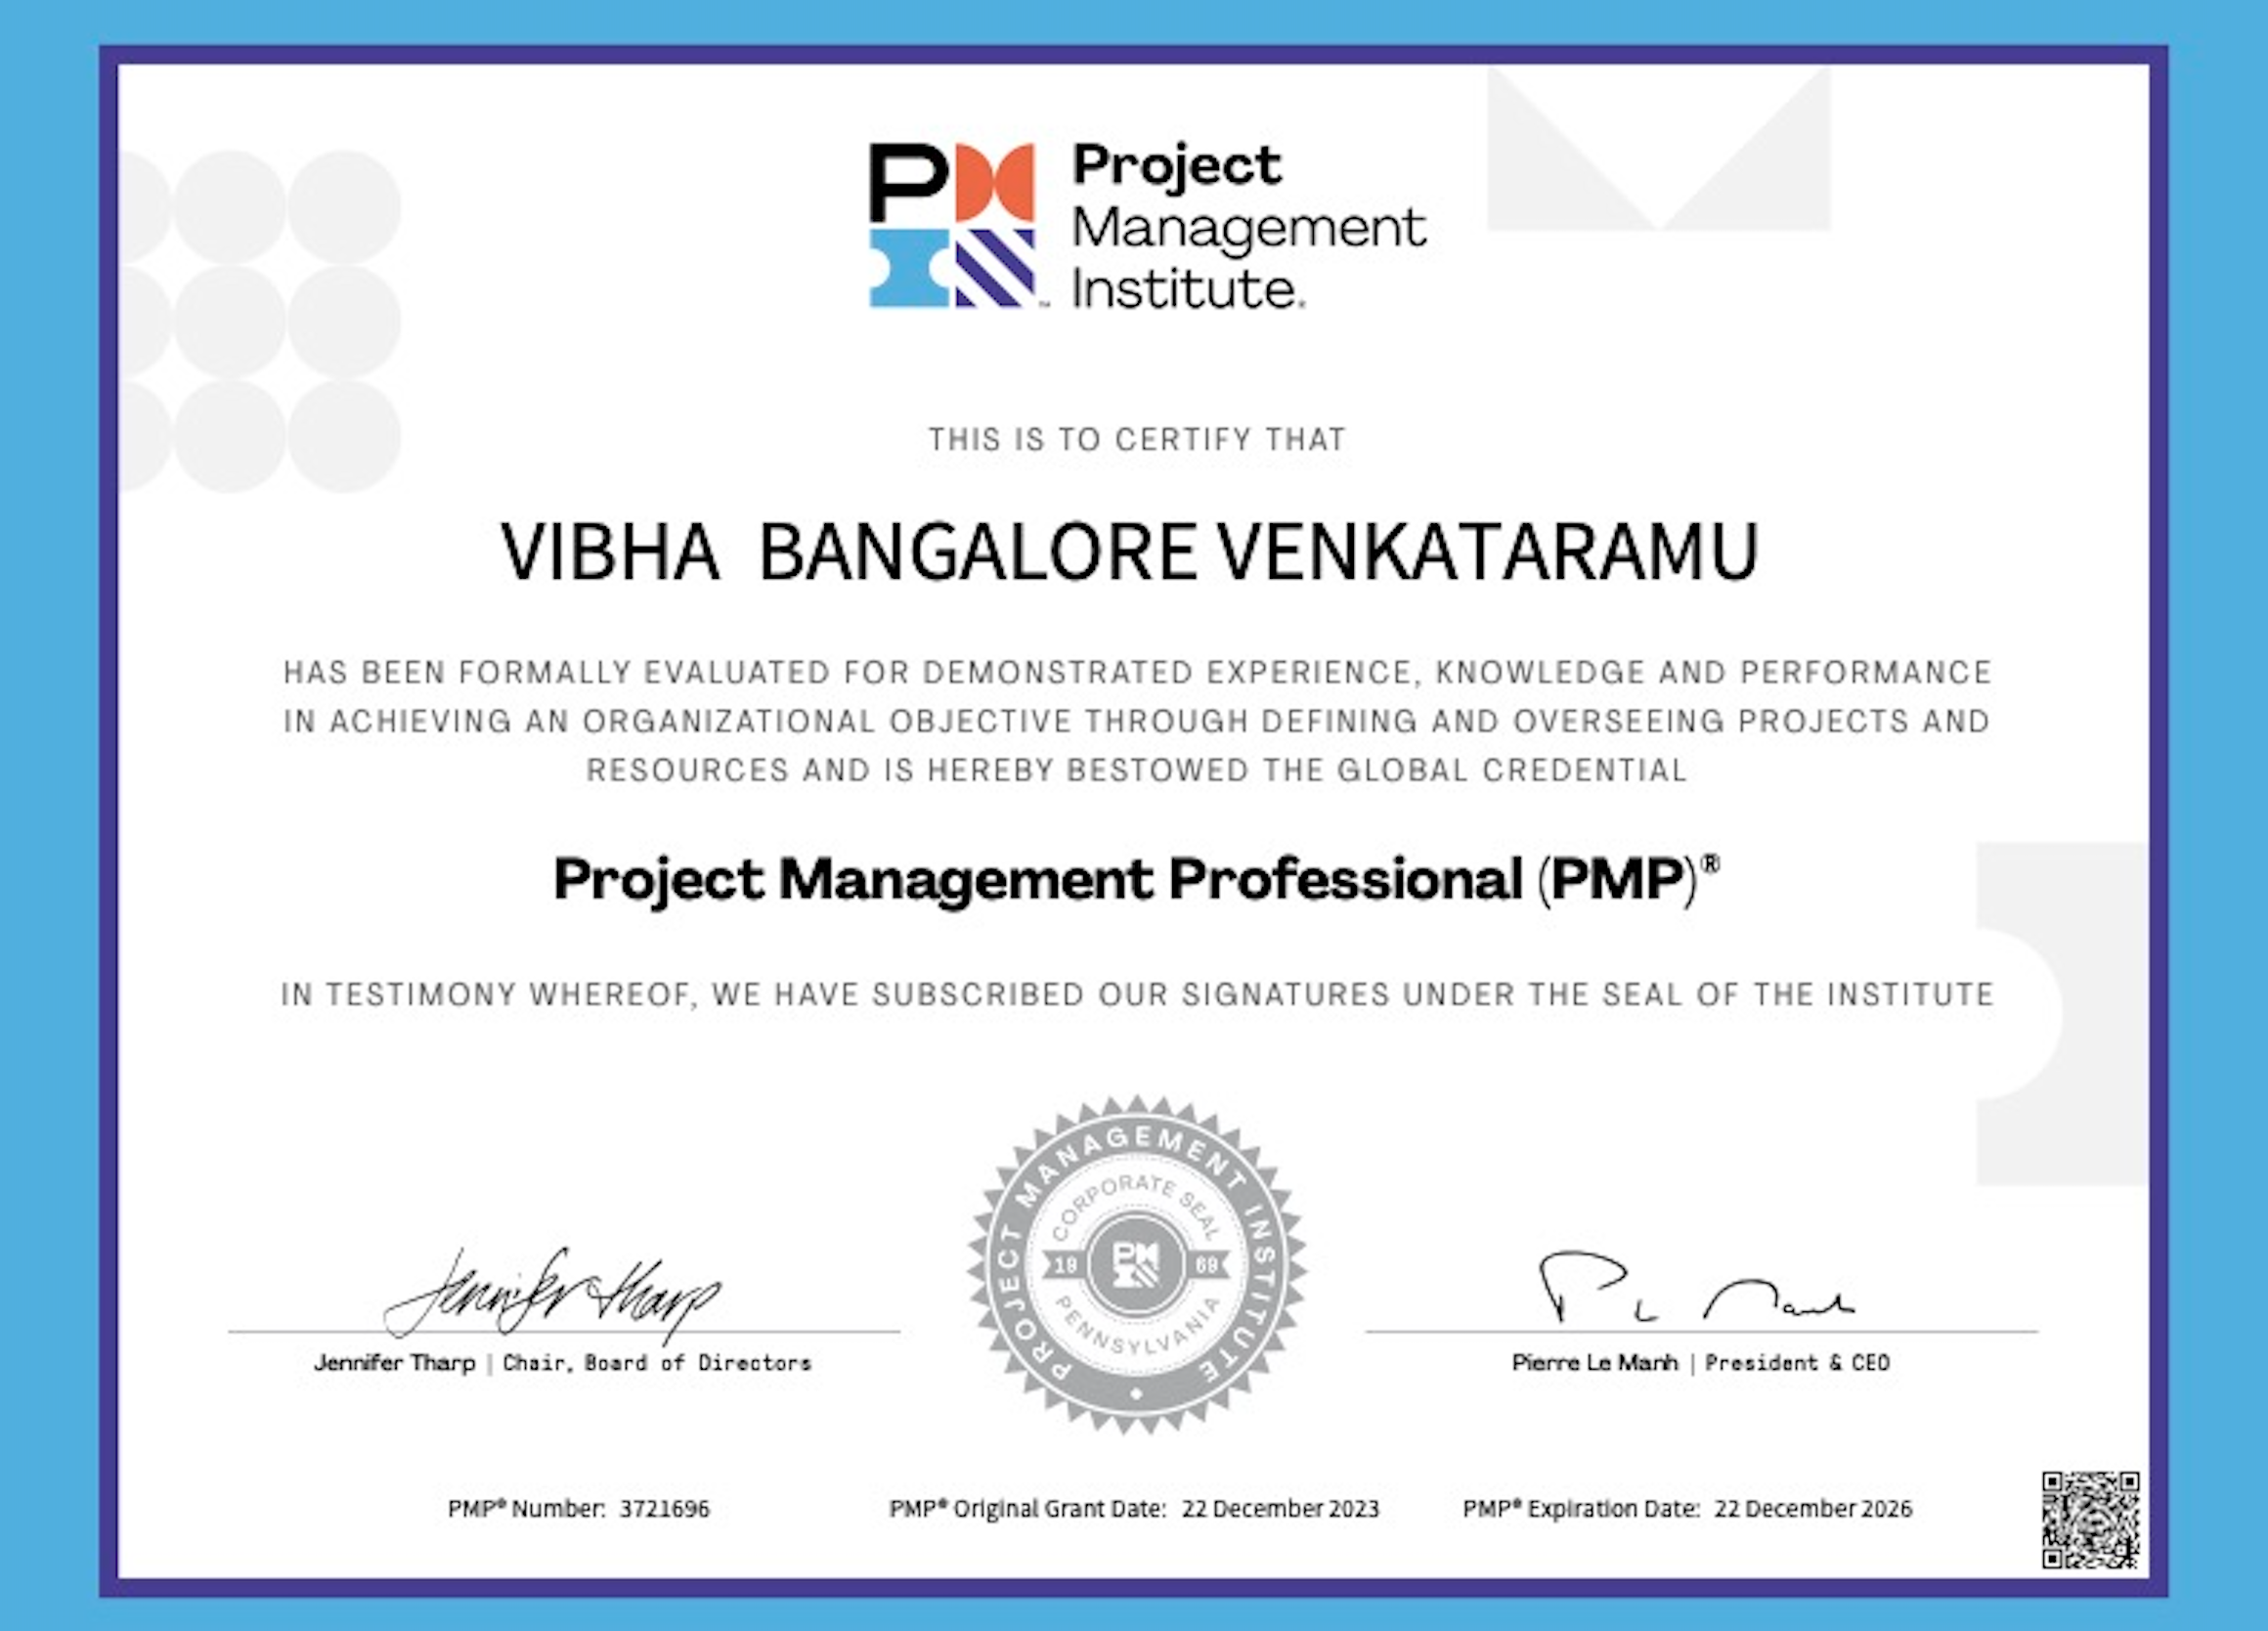 PM
Project
Management
Institute.
THIS IS TO CERTIFY THAT
VIBHA BANGALORE VENKATARAMU
HAS BEEN FORMALLY EVALUATED FOR DEMONSTRATED EXPERIENCE, KNOWLEDGE AND PERFORMANCE
IN ACHIEVING AN ORGANIZATIONAL OBJECTIVE THROUGH DEFINING AND OVERSEEING PROJECTS AND
RESOURCES AND IS HEREBY BESTOWED THE GLOBAL CREDENTIAL
Project Management Professional (PMP)®
IN TESTIMONY WHEREOF, WE HAVE SUBSCRIBED OUR SIGNATURES UNDER THE SEAL OF THE INSTITUTE
PROJECT MANAGEMENT INSTITUTE
CORPORATE SEAL
1969
PENNSYLVANIA
Jennifer Tharp
Jennifer Tharp | Chair, Board of Directors
Pierre Le Manh | President & CEO
PMP® Number: 3721696
PMP® Original Grant Date: 22 December 2023
PMP® Expiration Date: 22 December 2026